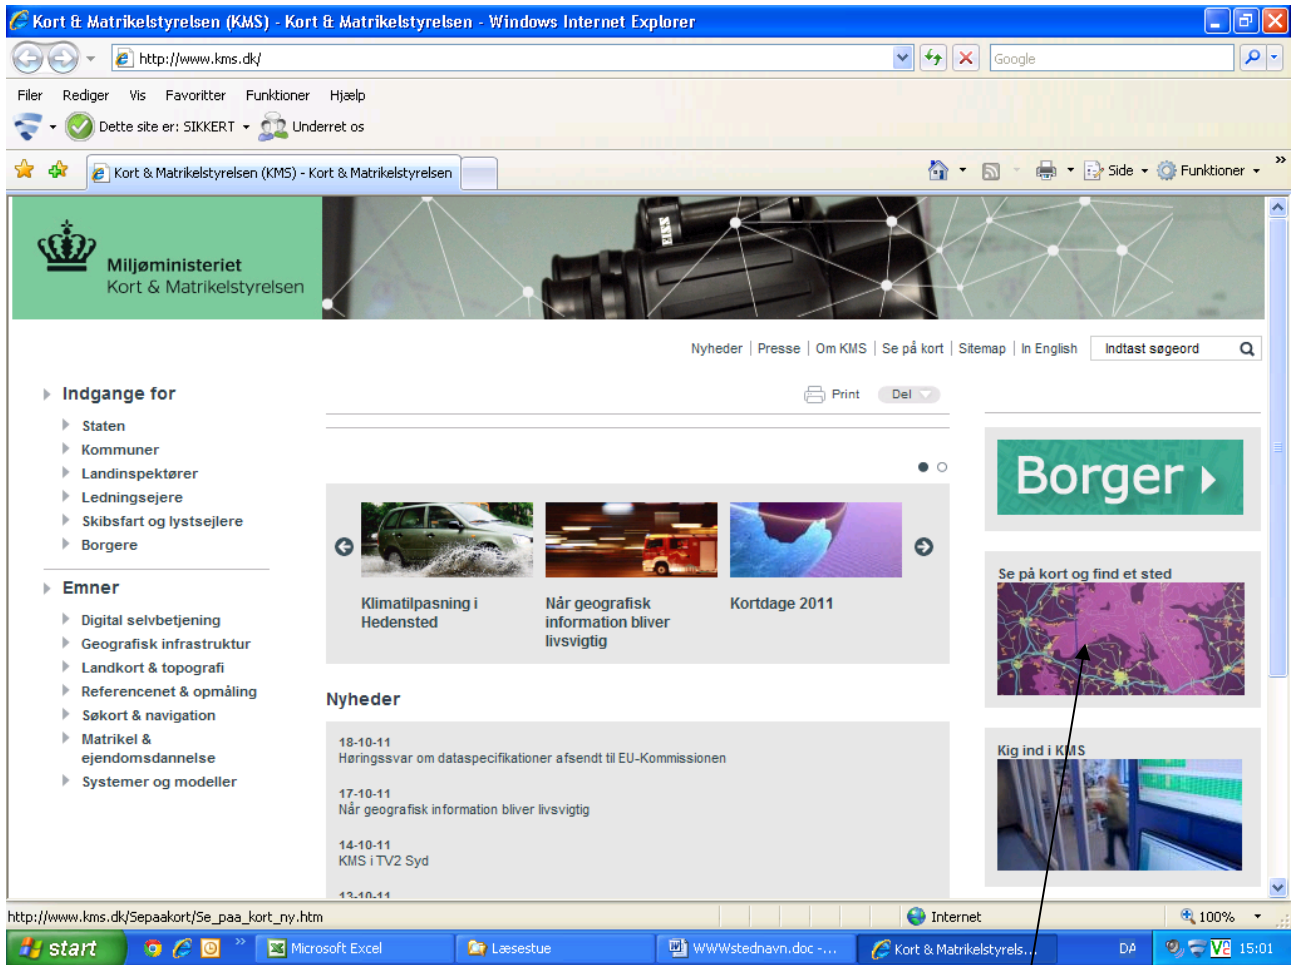 Kort & Matrikelstyrelsen (KMS) - Kort & Matrikelstyrelsen - Windows Internet Explorer
http://www.kms.dk/
Google
Filer Rediger Vis Favoritter Funktioner Hjælp
Dette site er: SIKKERT Underret os
Kort & Matrikelstyrelsen (KMS) - Kort & Matrikelstyrelsen
Side Funktioner »
Miljøministeriet
Kort & Matrikelstyrelsen
ZEISS
Nyheder | Presse | Om KMS | Se på kort | Sitemap | In English
Indtast søgeord
Print Del
Indgange for
Staten
Kommuner
Landinspektører
Ledningsejere
Skibsfart og lystsejlere
Borgere
Emner
Digital selvbetjening
Geografisk infrastruktur
Landkort & topografi
Referencenet & opmåling
Søkort & navigation
Matrikel &
ejendomsdannelse
Systemer og modeller
Klimatilpasning i
Hedensted
Når geografisk
information bliver
livsvigtig
Kortdage 2011
Nyheder
18-10-11
Høringssvar om dataspecifikationer afsendt til EU-Kommissionen
17-10-11
Når geografisk information bliver livsvigtig
14-10-11
KMS i TV2 Syd
13-10-11
Borger
Se på kort og find et sted
Kig ind i KMS
http://www.kms.dk/Sepaakort/Se_paa_kort_ny.htm
Internet
100%
start
»
Microsoft Excel
Læsestue
WWWstednavn.doc -...
Kort & Matrikelstyrels...
DA
15:01